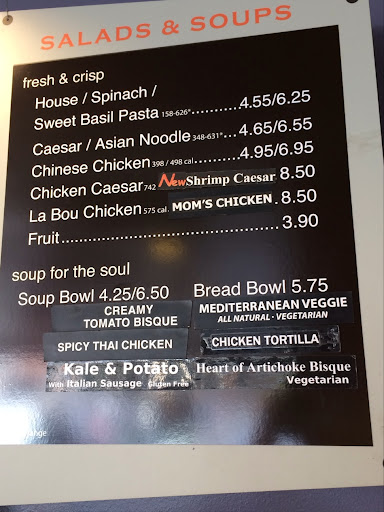 SALADS & SOUPS
fresh & crisp
House / Spinach /
Sweet Basil Pasta 158-626*..........4.55/6.25
Caesar / Asian Noodle 348-631*...4.65/6.55
Chinese Chicken 398 / 498 cal..........4.95/6.95
Chicken Caesar 742 New Shrimp Caesar 8.50
La Bou Chicken 575 cal. MOM'S CHICKEN . 8.50
Fruit........................................3.90
soup for the soul
Soup Bowl 4.25/6.50 Bread Bowl 5.75
CREAMY
TOMATO BISQUE
MEDITERRANEAN VEGGIE
ALL NATURAL - VEGETARIAN
SPICY THAI CHICKEN
CHICKEN TORTILLA
Kale & Potato
With Italian Sausage Gluten Free
Heart of Artichoke Bisque
Vegetarian